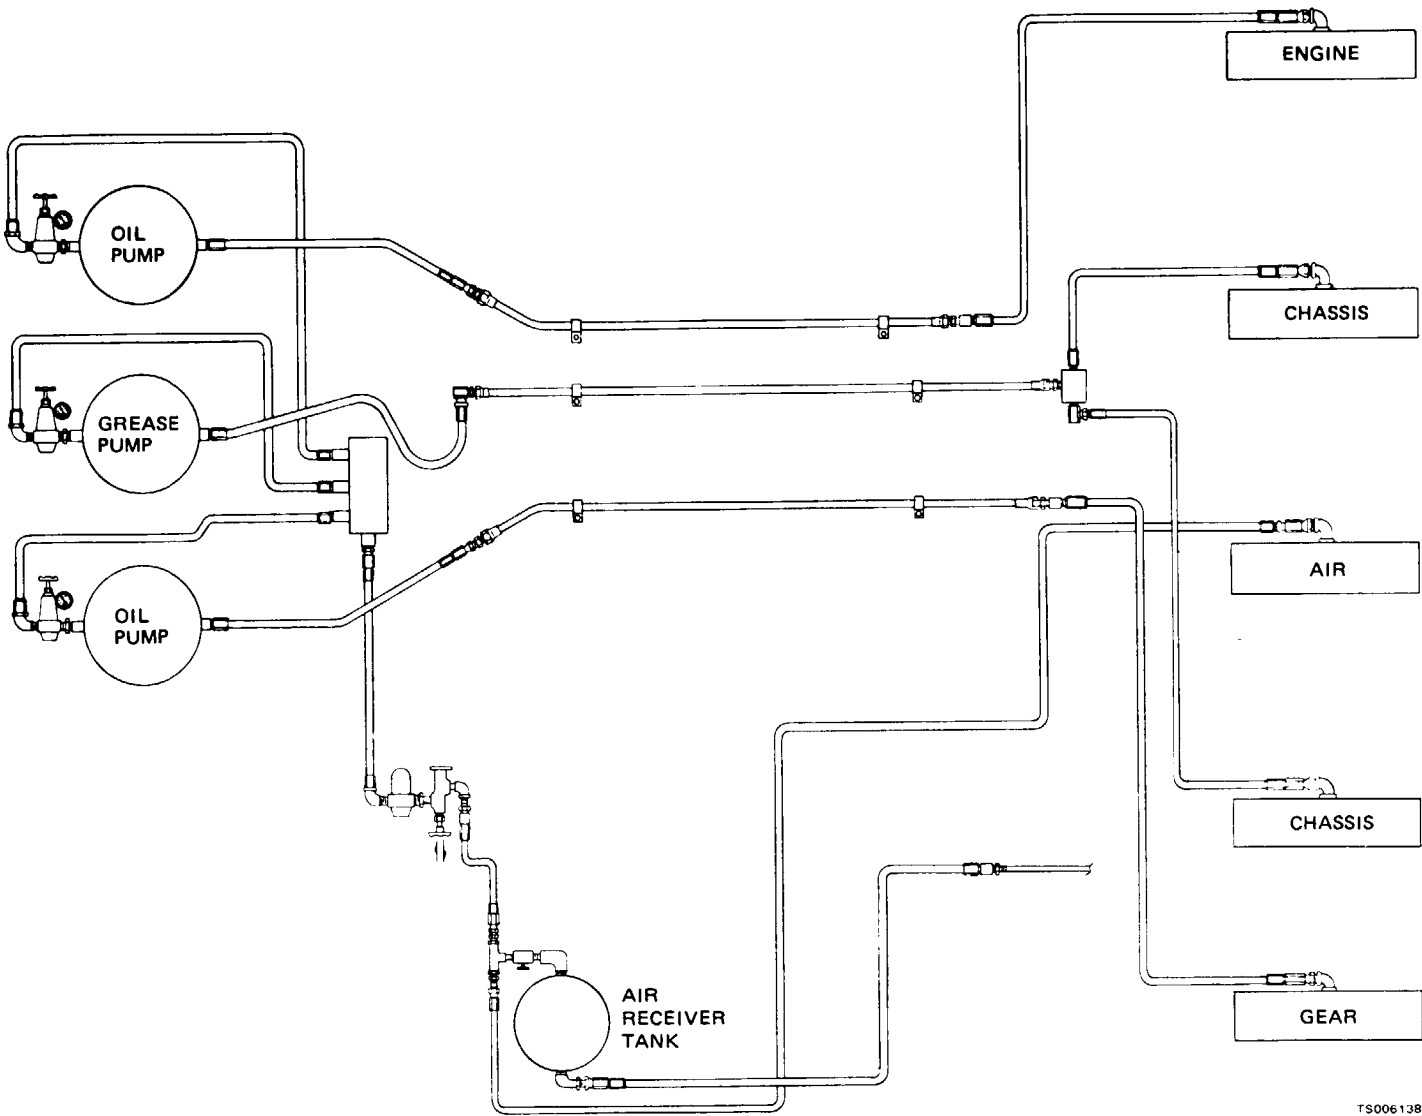 ENGINE
OIL
PUMP
CHASSIS
GREASE
PUMP
AIR
OIL
PUMP
CHASSIS
AIR
RECEIVER
TANK
GEAR
TS006138